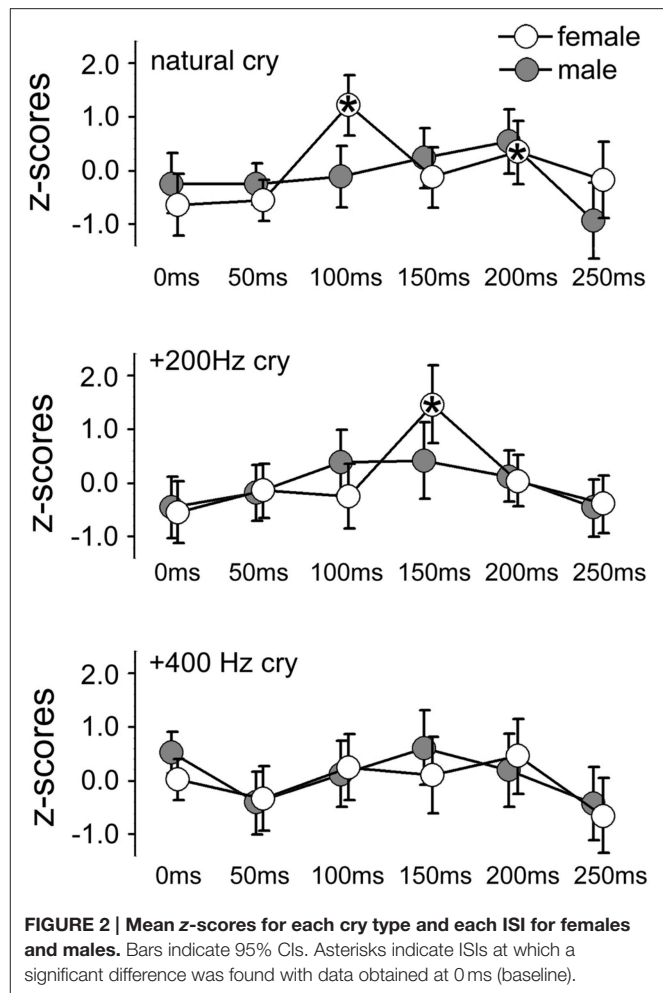 female
male
natural cry
z-scores
2.0
1.0
0.0
-1.0
*
*
0ms 50ms 100ms 150ms 200ms 250ms
+200Hz cry
z-scores
2.0
1.0
0.0
-1.0
*
0ms 50ms 100ms 150ms 200ms 250ms
+400 Hz cry
z-scores
2.0
1.0
0.0
-1.0
0ms 50ms 100ms 150ms 200ms 250ms
FIGURE 2 | Mean z-scores for each cry type and each ISI for females
and males. Bars indicate 95% CIs. Asterisks indicate ISIs at which a
significant difference was found with data obtained at 0 ms (baseline).